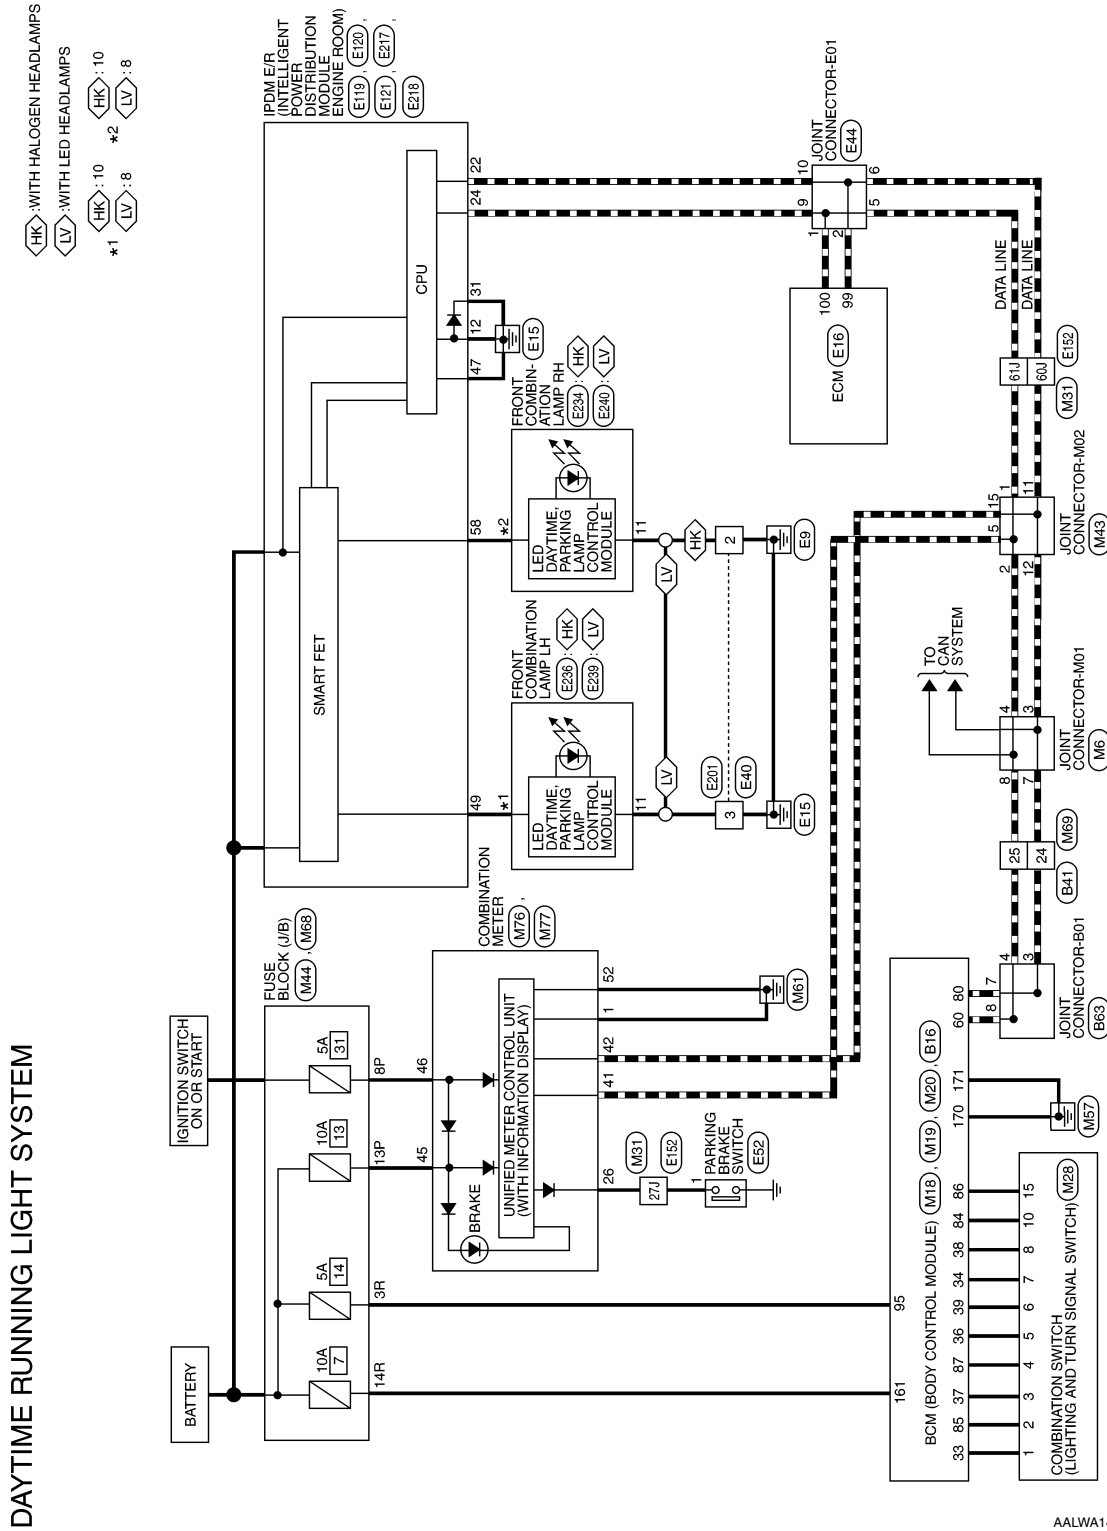 DAYTIME RUNNING LIGHT SYSTEM
HK :WITH HALOGEN HEADLAMPS
LV :WITH LED HEADLAMPS
*1 HK : 10
LV : 8
*2 HK : 10
LV : 8
BATTERY
IGNITION SWITCH
ON OR START
FUSE
BLOCK (J/B)
M44 , M68
10A
7
5A
14
10A
13
5A
31
14R
3R
13P
8P
IPDM E/R
(INTELLIGENT
POWER
DISTRIBUTION
MODULE
ENGINE ROOM)
E119 , E120 ,
E121 , E217 ,
E218
SMART FET
CPU
49
58
47
12
31
24
22
E15
COMBINATION
METER
M76 ,
M77
45
46
BRAKE
UNIFIED METER CONTROL UNIT
(WITH INFORMATION DISPLAY)
26
41
42
1
52
M61
27J
M31
E152
1
PARKING
BRAKE
SWITCH
E52
FRONT
COMBINATION
LAMP LH
E236 : HK
E239 : LV
*1
LED
DAYTIME,
PARKING
LAMP
CONTROL
MODULE
11
FRONT
COMBIN-
ATION
LAMP RH
E234 : HK
E240 : LV
*2
LED
DAYTIME,
PARKING
LAMP
CONTROL
MODULE
11
LV
LV
HK
3
E201
E40
2
E15
E9
JOINT
CONNECTOR-E01
E44
9
10
1
2
5
6
100
99
ECM E16
DATA LINE
DATA LINE
61J
60J
M31
E152
JOINT
CONNECTOR-M02
M43
5
15
1
11
2
12
TO
CAN
SYSTEM
JOINT
CONNECTOR-M01
M6
4
3
8
7
25
24
B41
M69
JOINT
CONNECTOR-B01
B63
4
3
8
7
60
80
95
161
BCM (BODY CONTROL MODULE) M18 , M19 , M20 , B16
170
171
M57
33
85
37
87
36
39
34
38
84
86
1
2
3
4
5
6
7
8
10
15
COMBINATION SWITCH
(LIGHTING AND TURN SIGNAL SWITCH) M28